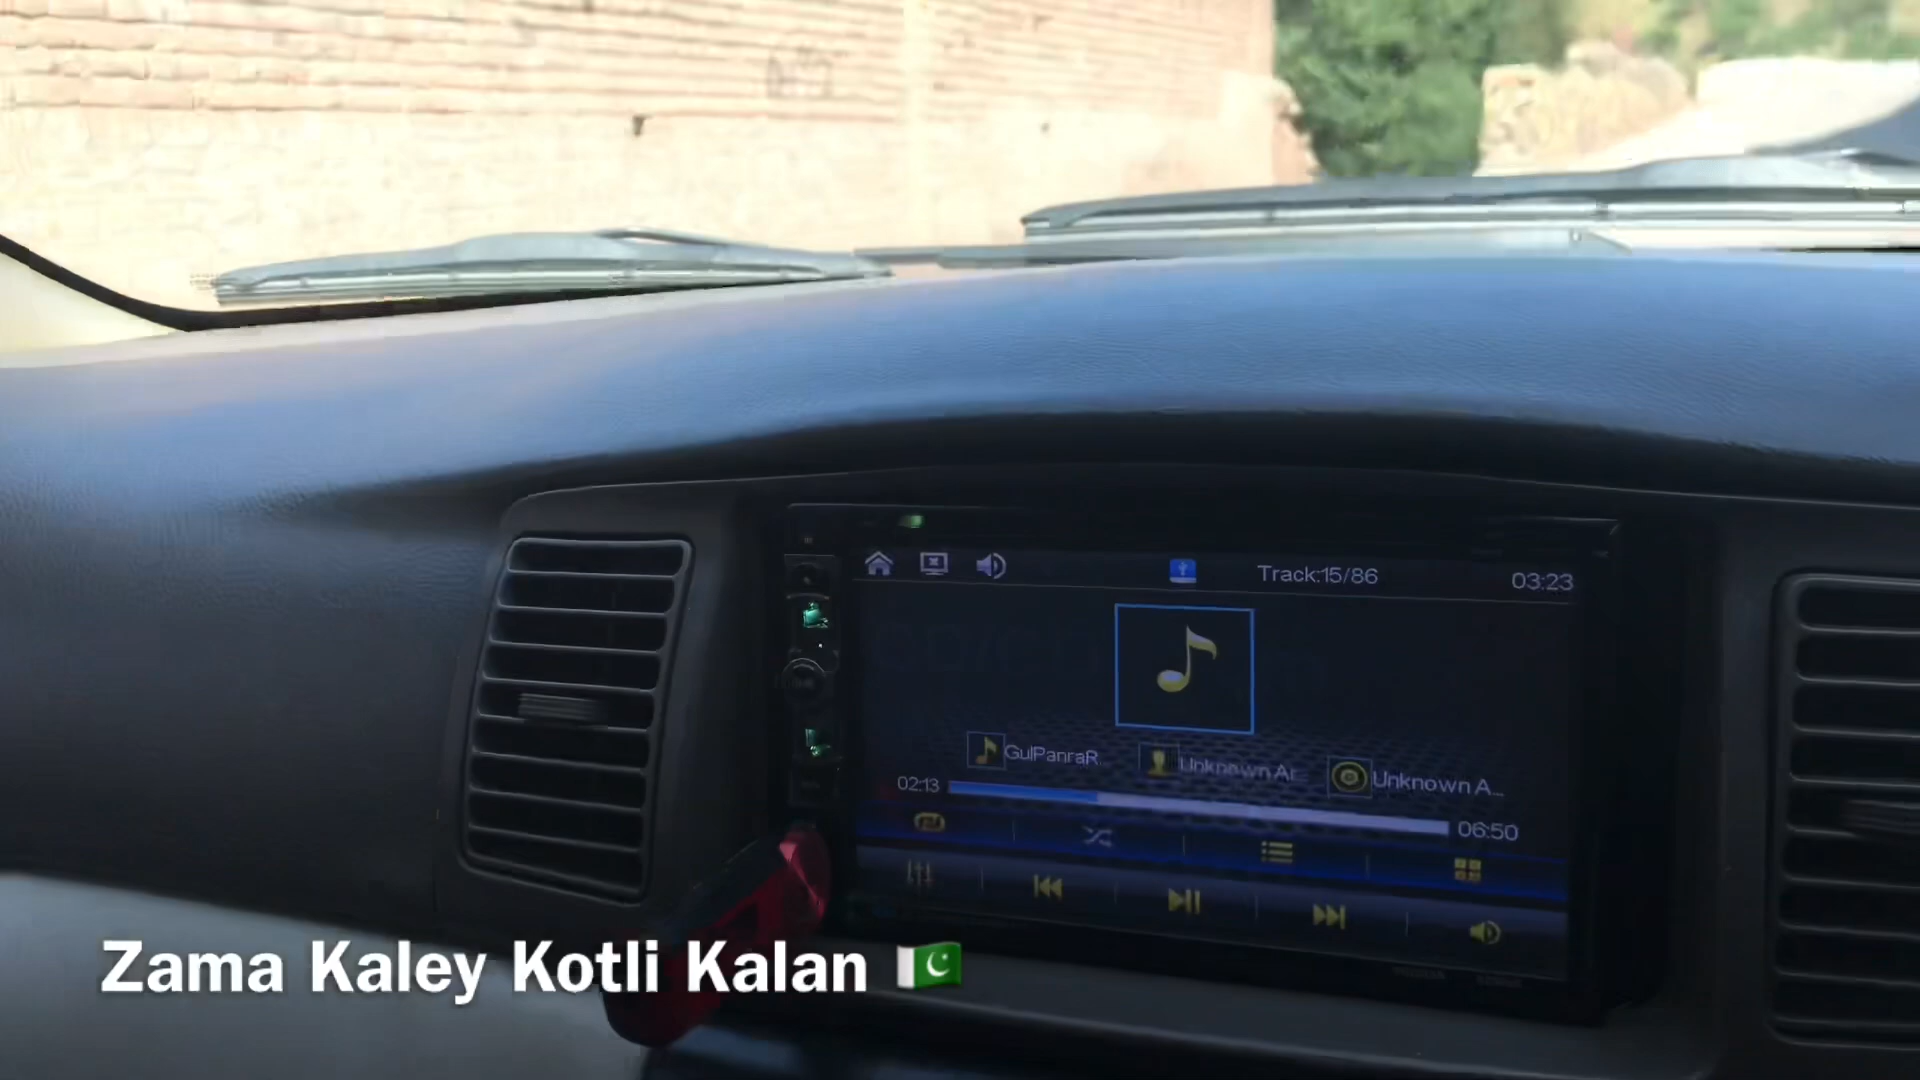 Track:15/86
03:23
GulPanraR..
Unknown Ar..
Unknown A...
02:13
06:50
Zama Kaley Kotli Kalan 🇵🇰